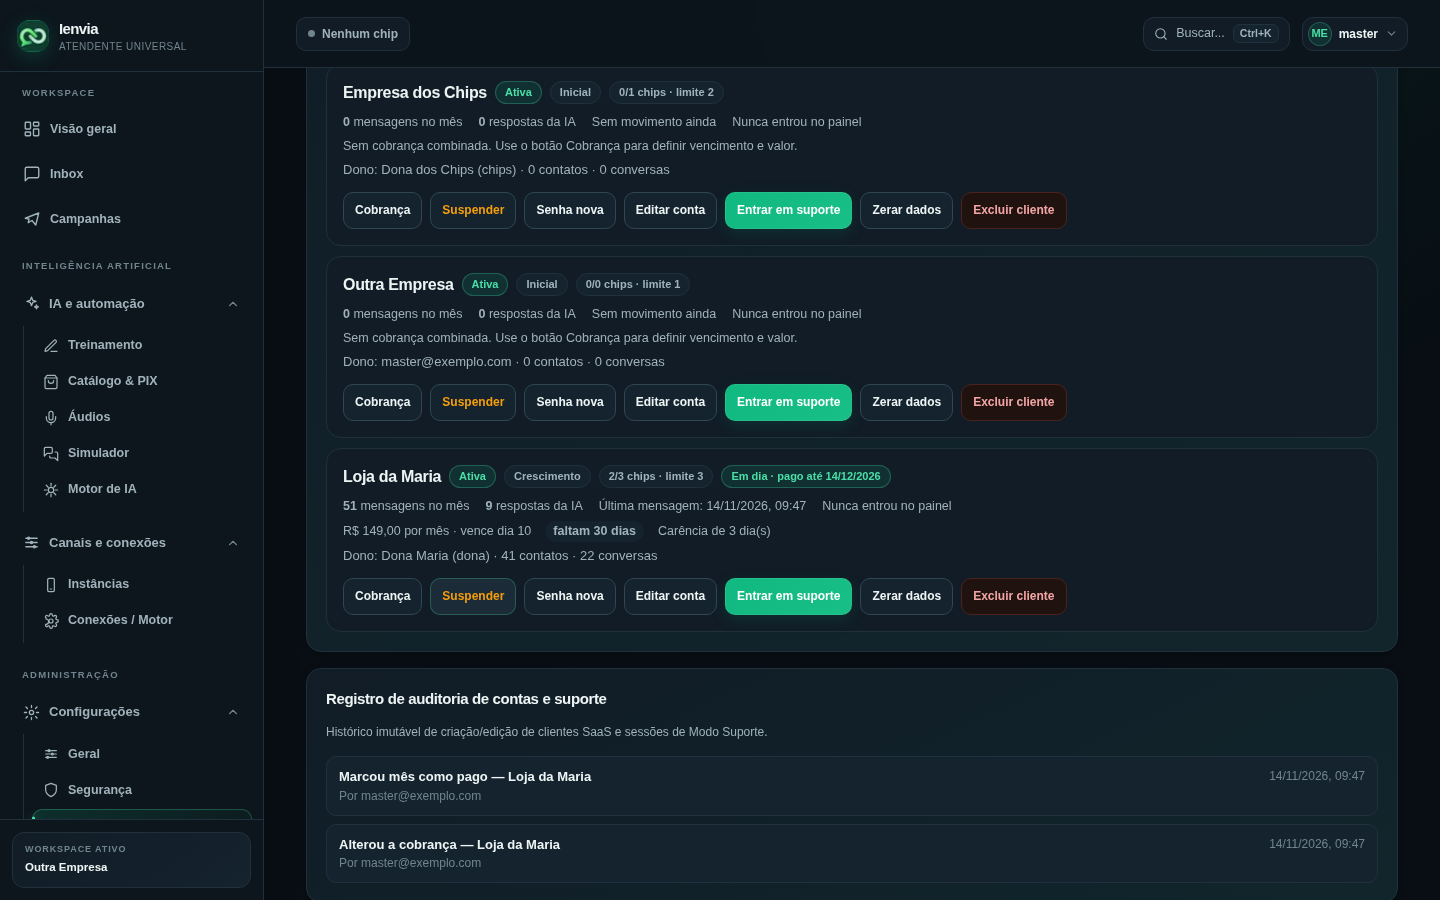 Ienvia
ATENDENTE UNIVERSAL
WORKSPACE
Visão geral
Inbox
Campanhas
INTELIGÊNCIA ARTIFICIAL
IA e automação
Treinamento
Catálogo & PIX
Áudios
Simulador
Motor de IA
Canais e conexões
Instâncias
Conexões / Motor
ADMINISTRAÇÃO
Configurações
Geral
Segurança
WORKSPACE ATIVO
Outra Empresa
Nenhum chip
Buscar... Ctrl+K
ME master
Empresa dos Chips Ativa Inicial 0/1 chips · limite 2
0 mensagens no mês 0 respostas da IA Sem movimento ainda Nunca entrou no painel
Sem cobrança combinada. Use o botão Cobrança para definir vencimento e valor.
Dono: Dona dos Chips (chips) · 0 contatos · 0 conversas
Cobrança Suspender Senha nova Editar conta Entrar em suporte Zerar dados Excluir cliente
Outra Empresa Ativa Inicial 0/0 chips · limite 1
0 mensagens no mês 0 respostas da IA Sem movimento ainda Nunca entrou no painel
Sem cobrança combinada. Use o botão Cobrança para definir vencimento e valor.
Dono: master@exemplo.com · 0 contatos · 0 conversas
Cobrança Suspender Senha nova Editar conta Entrar em suporte Zerar dados Excluir cliente
Loja da Maria Ativa Crescimento 2/3 chips · limite 3 Em dia · pago até 14/12/2026
51 mensagens no mês 9 respostas da IA Última mensagem: 14/11/2026, 09:47 Nunca entrou no painel
R$ 149,00 por mês · vence dia 10 faltam 30 dias Carência de 3 dia(s)
Dono: Dona Maria (dona) · 41 contatos · 22 conversas
Cobrança Suspender Senha nova Editar conta Entrar em suporte Zerar dados Excluir cliente
Registro de auditoria de contas e suporte
Histórico imutável de criação/edição de clientes SaaS e sessões de Modo Suporte.
Marcou mês como pago — Loja da Maria 14/11/2026, 09:47
Por master@exemplo.com
Alterou a cobrança — Loja da Maria 14/11/2026, 09:47
Por master@exemplo.com